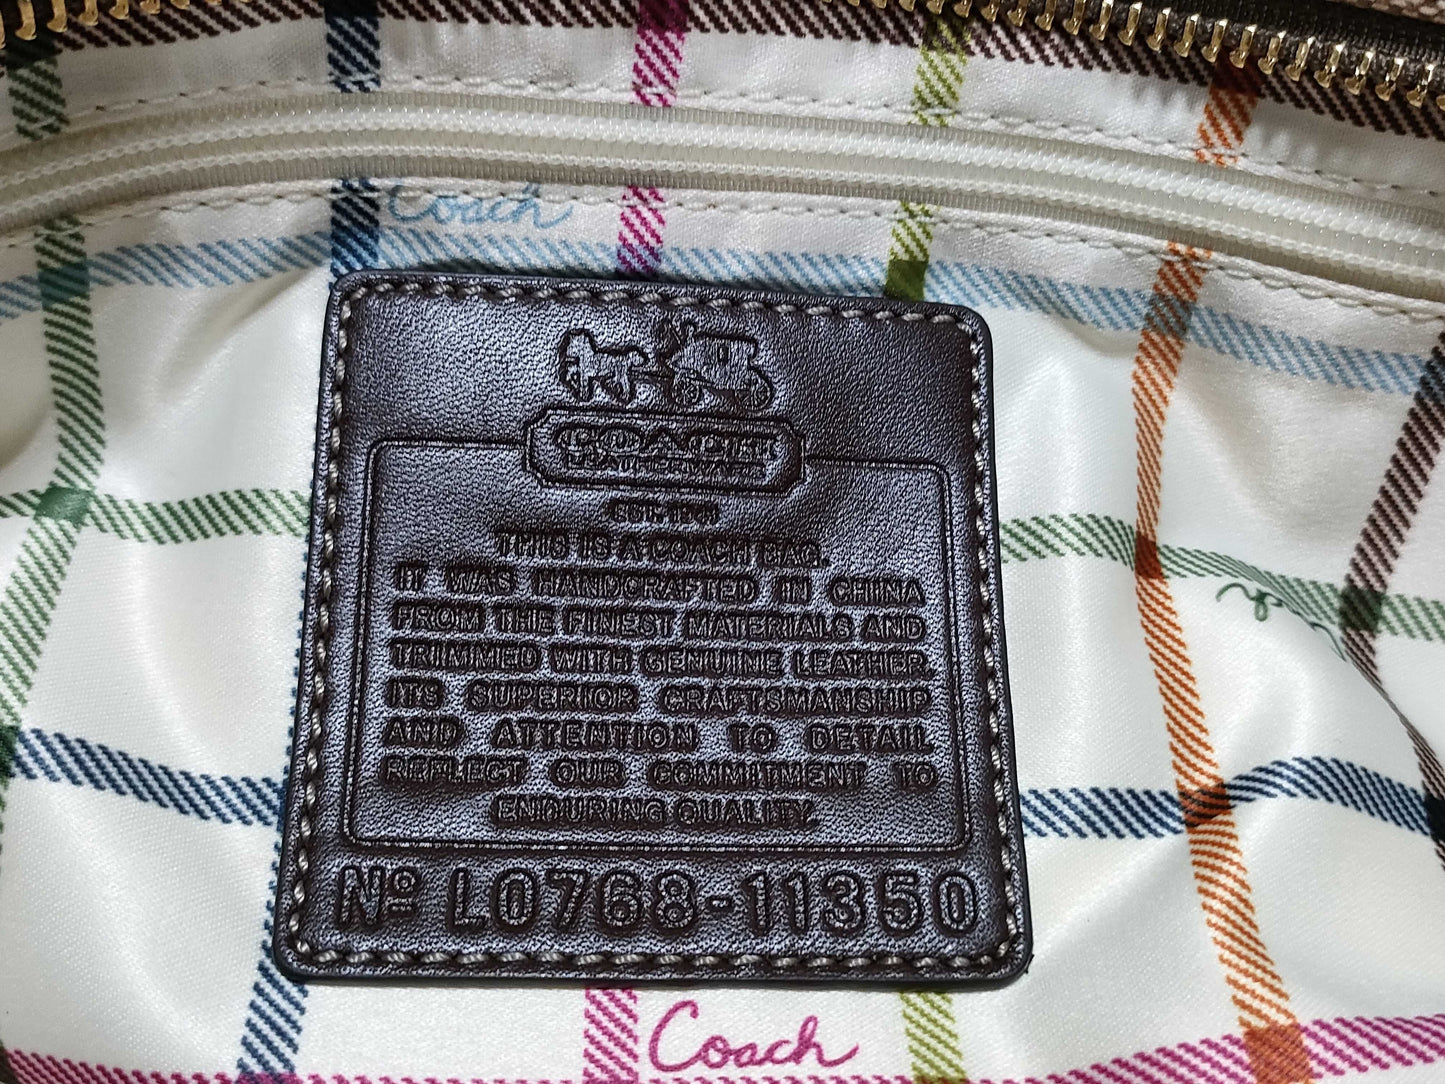 Coach
COACH
LEATHERWARE
EST. 1941
THIS IS A COACH BAG.
IT WAS HANDCRAFTED IN CHINA
FROM THE FINEST MATERIALS AND
TRIMMED WITH GENUINE LEATHER.
ITS SUPERIOR CRAFTSMANSHIP
AND ATTENTION TO DETAIL
REFLECT OUR COMMITMENT TO
ENDURING QUALITY.
Nº L0768-11350
Coach